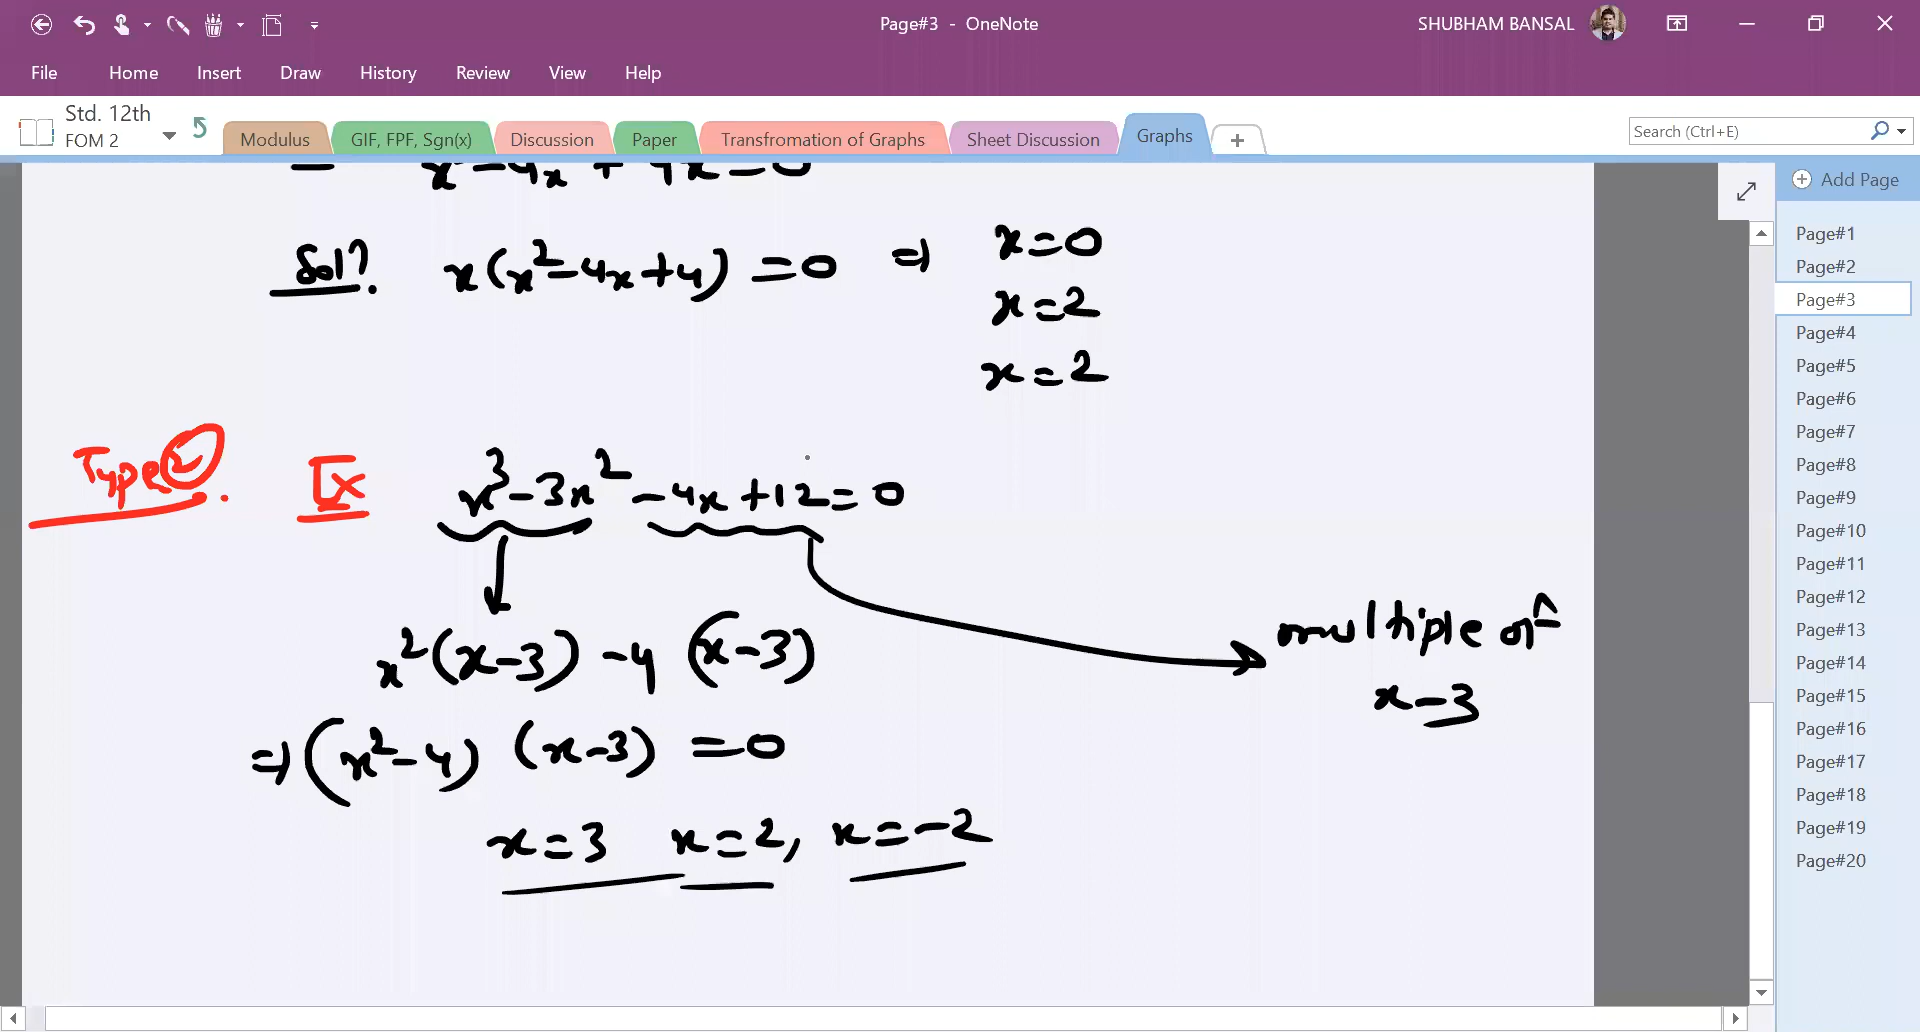 Page#3 - OneNote
SHUBHAM BANSAL
File Home Insert Draw History Review View Help
Std. 12th
FOM 2
Modulus
GIF, FPF, Sgn(x)
Discussion
Paper
Transfromation of Graphs
Sheet Discussion
Graphs
+
Search (Ctrl+E)
Add Page
Page#1
Page#2
Page#3
Page#4
Page#5
Page#6
Page#7
Page#8
Page#9
Page#10
Page#11
Page#12
Page#13
Page#14
Page#15
Page#16
Page#17
Page#18
Page#19
Page#20
Solⁿ. x(x²-4x+4) = 0 ⇒ x=0
x=2
x=2
Type 2. Ex x³-3x²-4x+12=0
x²(x-3) -4 (x-3)
multiple of
x-3
⇒ (x²-4) (x-3) =0
x=3 x=2, x=-2